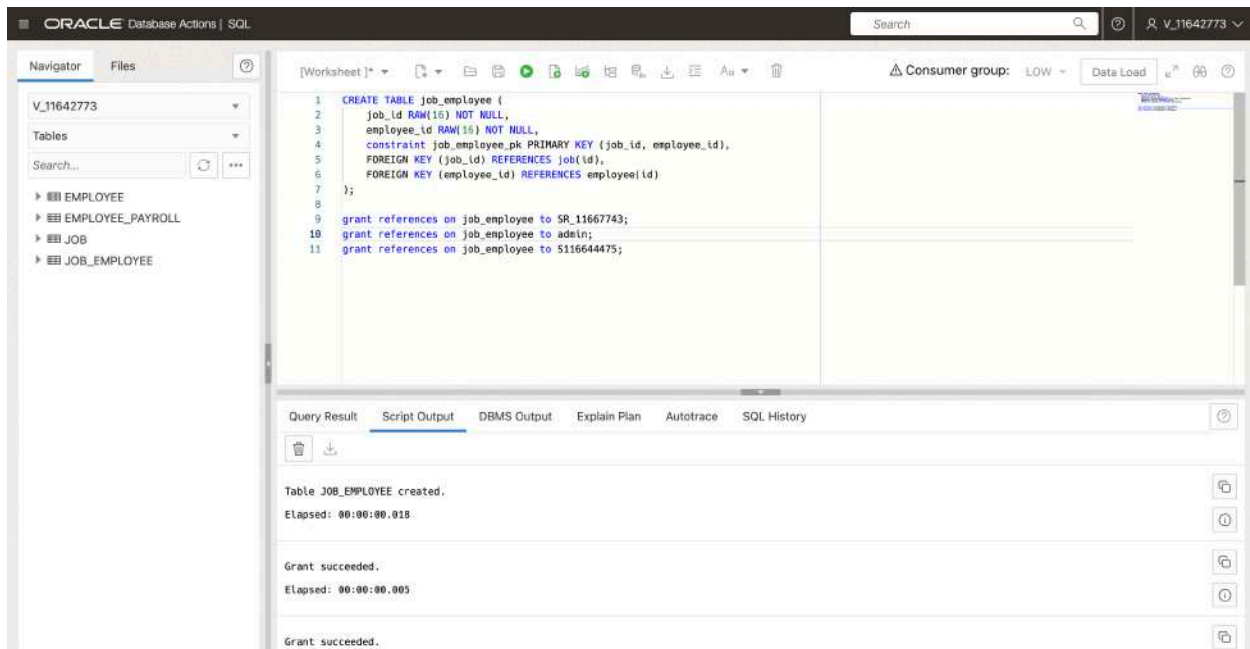 ORACLE Database Actions | SQL
Search
V_11642773
Navigator Files
V_11642773
Tables
Search...
EMPLOYEE
EMPLOYEE_PAYROLL
JOB
JOB_EMPLOYEE
[Worksheet]* Aa Consumer group: LOW Data Load
1 CREATE TABLE job_employee (
2 job_id RAW(16) NOT NULL,
3 employee_id RAW(16) NOT NULL,
4 constraint job_employee_pk PRIMARY KEY (job_id, employee_id),
5 FOREIGN KEY (job_id) REFERENCES job(id),
6 FOREIGN KEY (employee_id) REFERENCES employee(id)
7 );
8
9 grant references on job_employee to SR_11667743;
10 grant references on job_employee to admin;
11 grant references on job_employee to S116644475;
Query Result Script Output DBMS Output Explain Plan Autotrace SQL History
Table JOB_EMPLOYEE created.
Elapsed: 00:00:00.018
Grant succeeded.
Elapsed: 00:00:00.005
Grant succeeded.